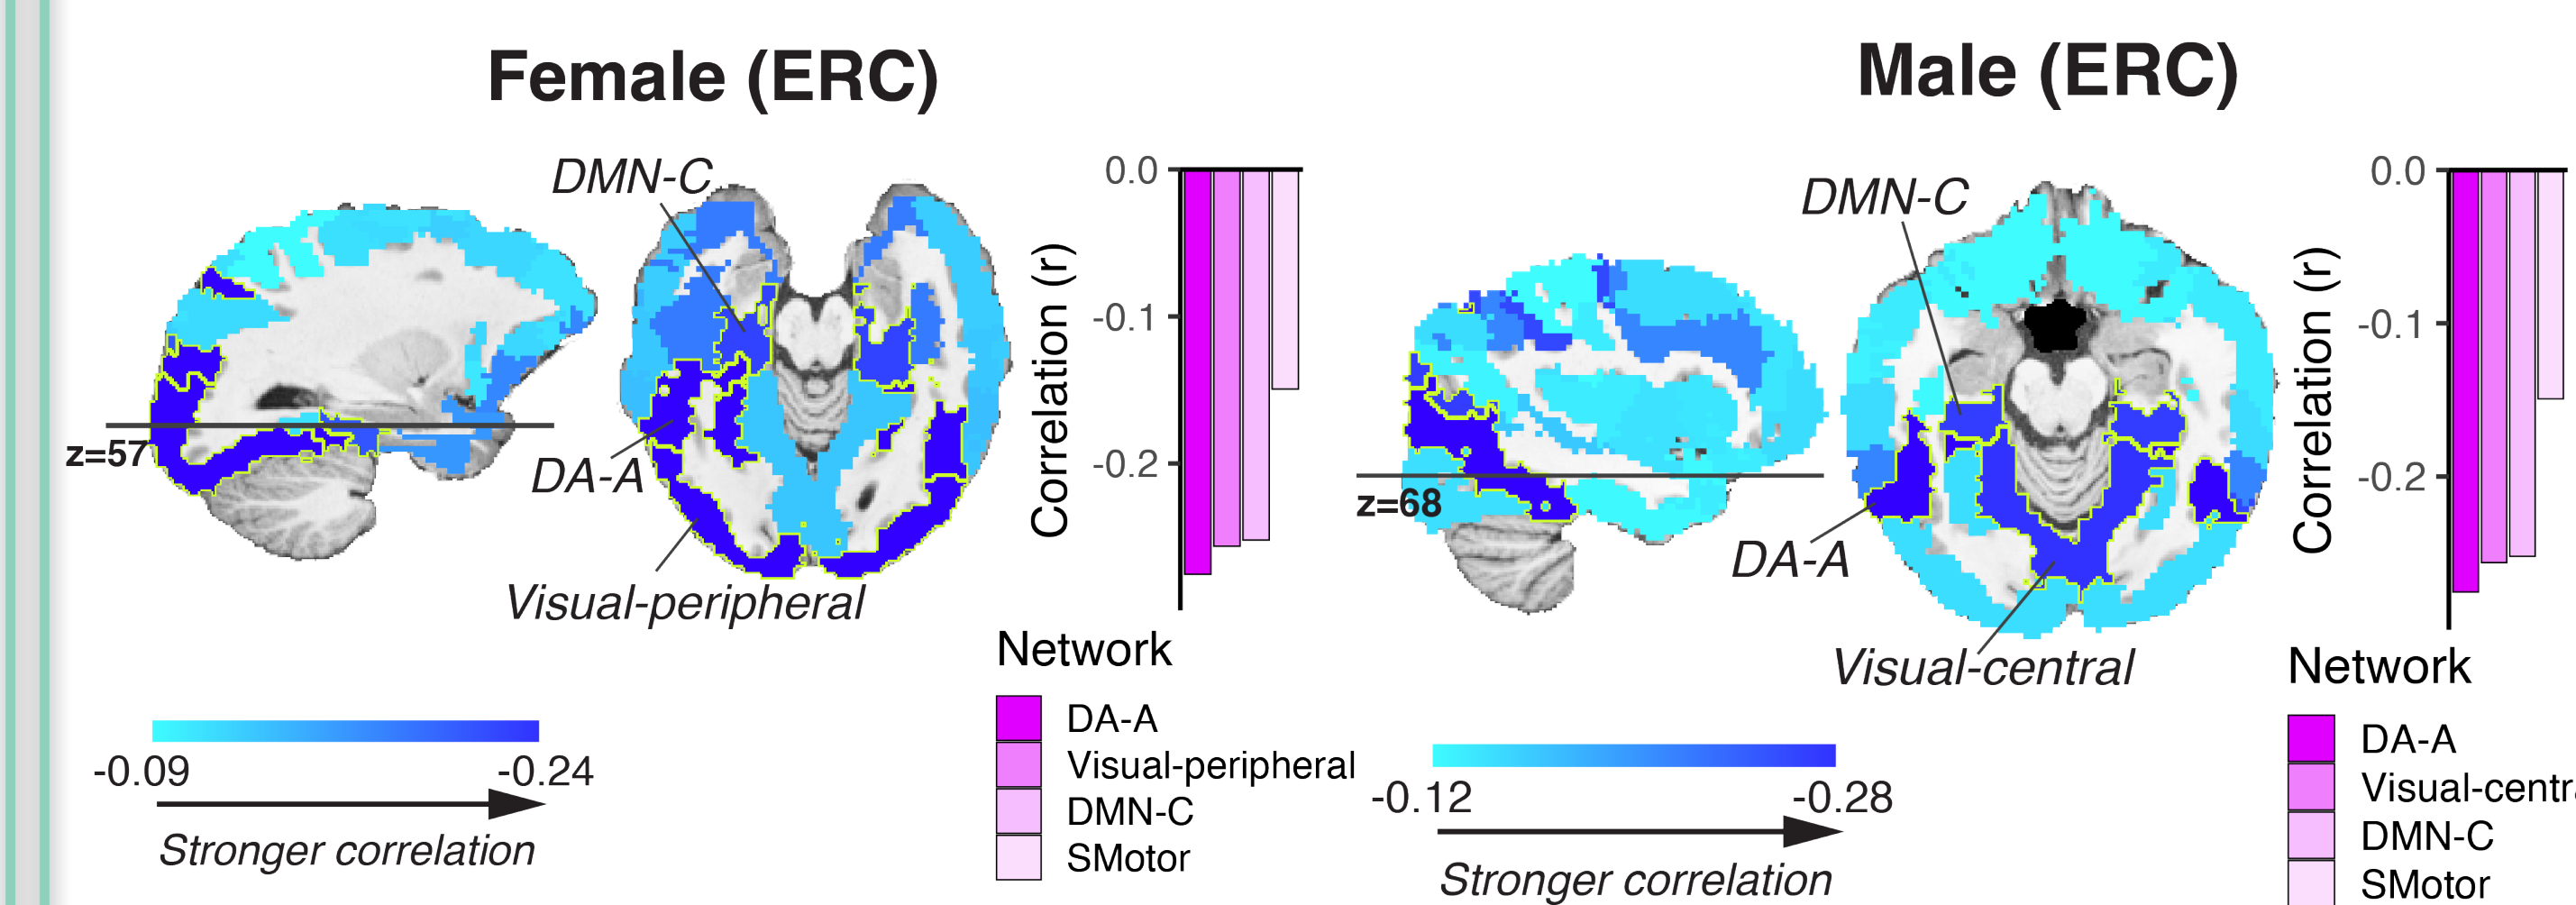 Female (ERC)
DMN-C
z=57
DA-A
Visual-peripheral
0.0
-0.1
-0.2
Correlation (r)
Network
DA-A
Visual-peripheral
DMN-C
SMotor
-0.09
-0.24
Stronger correlation
Male (ERC)
DMN-C
z=68
DA-A
Visual-central
0.0
-0.1
-0.2
Correlation (r)
Network
DA-A
Visual-centr
DMN-C
SMotor
-0.12
-0.28
Stronger correlation